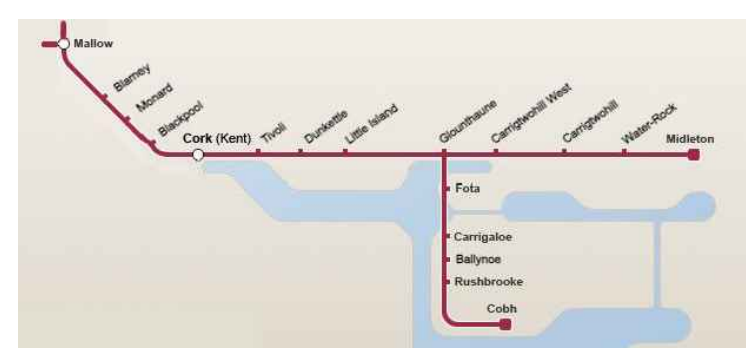 Mallow
Blarney
Monard
Blackpool
Cork (Kent)
Tivoli
Dunkettle
Little Island
Glounthaune
Carrigtwohill West
Carrigtwohill
Water-Rock
Midleton
Fota
Carrigaloe
Ballynoe
Rushbrooke
Cobh